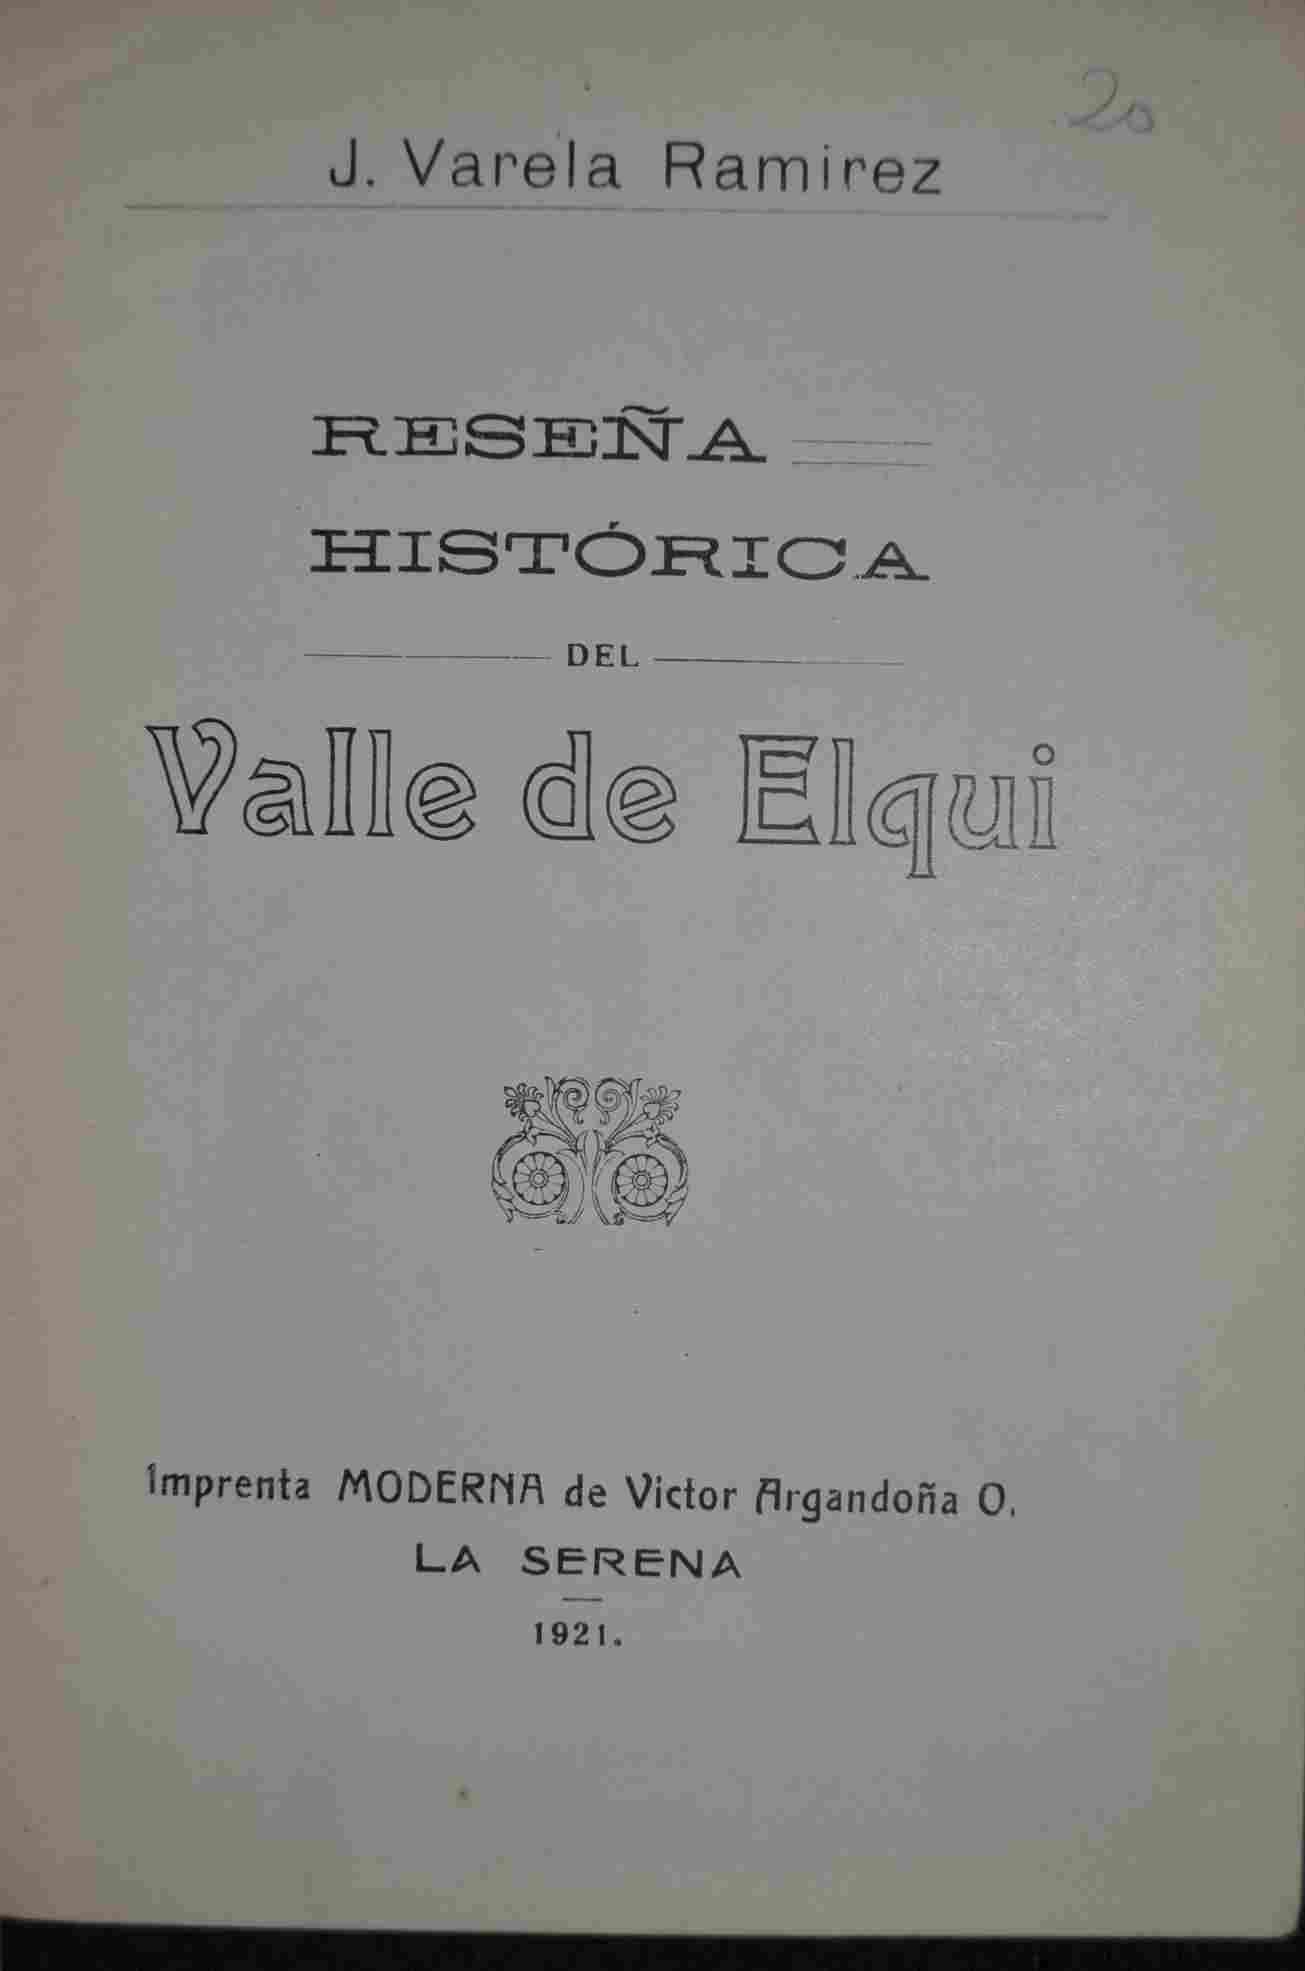 20
J. Varela Ramirez
RESEÑA
HISTÓRICA
DEL
Valle de Elqui
Imprenta MODERNA de Victor Argandoña O.
LA SERENA
1921.